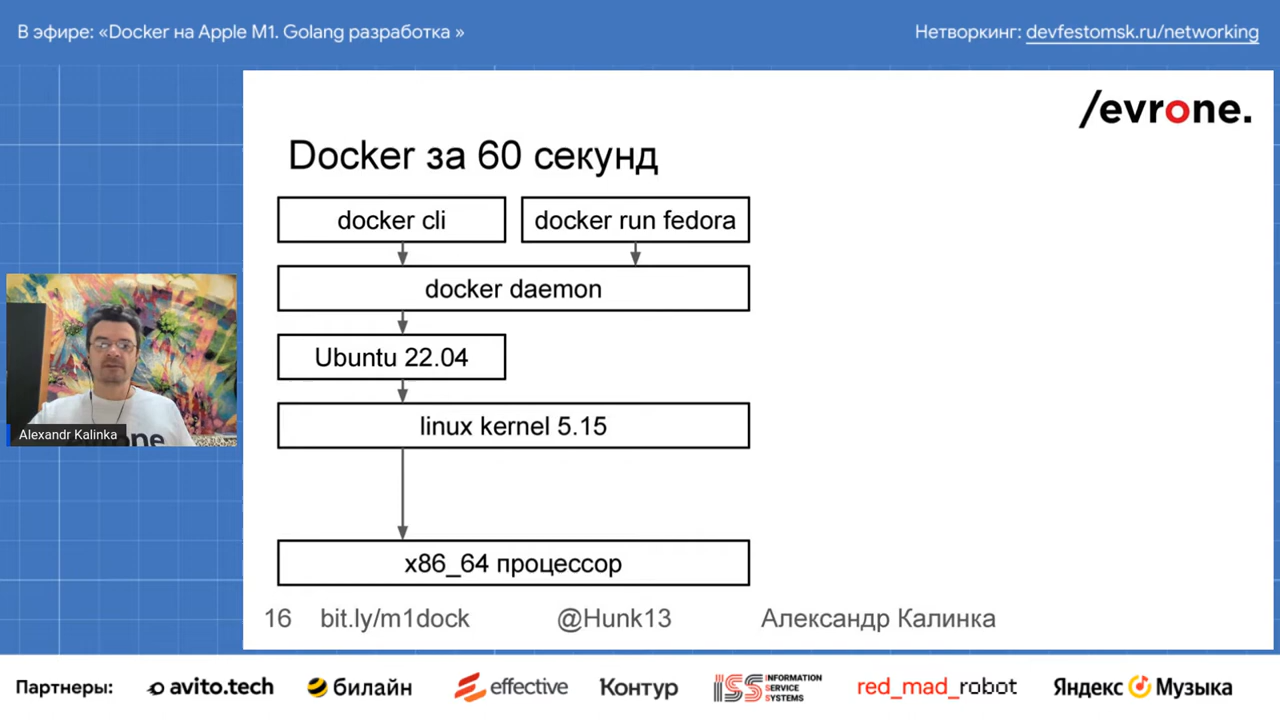 В эфире: «Docker на Apple M1. Golang разработка »
Нетворкинг: devfestomsk.ru/networking
/evrone.
Docker за 60 секунд
docker cli
docker run fedora
docker daemon
Ubuntu 22.04
linux kernel 5.15
x86_64 процессор
Alexandr Kalinka
16 bit.ly/m1dock @Hunk13 Александр Калинка
Партнеры: avito.tech билайн effective Контур ISS INFORMATION SERVICE SYSTEMS red_mad_robot Яндекс Музыка